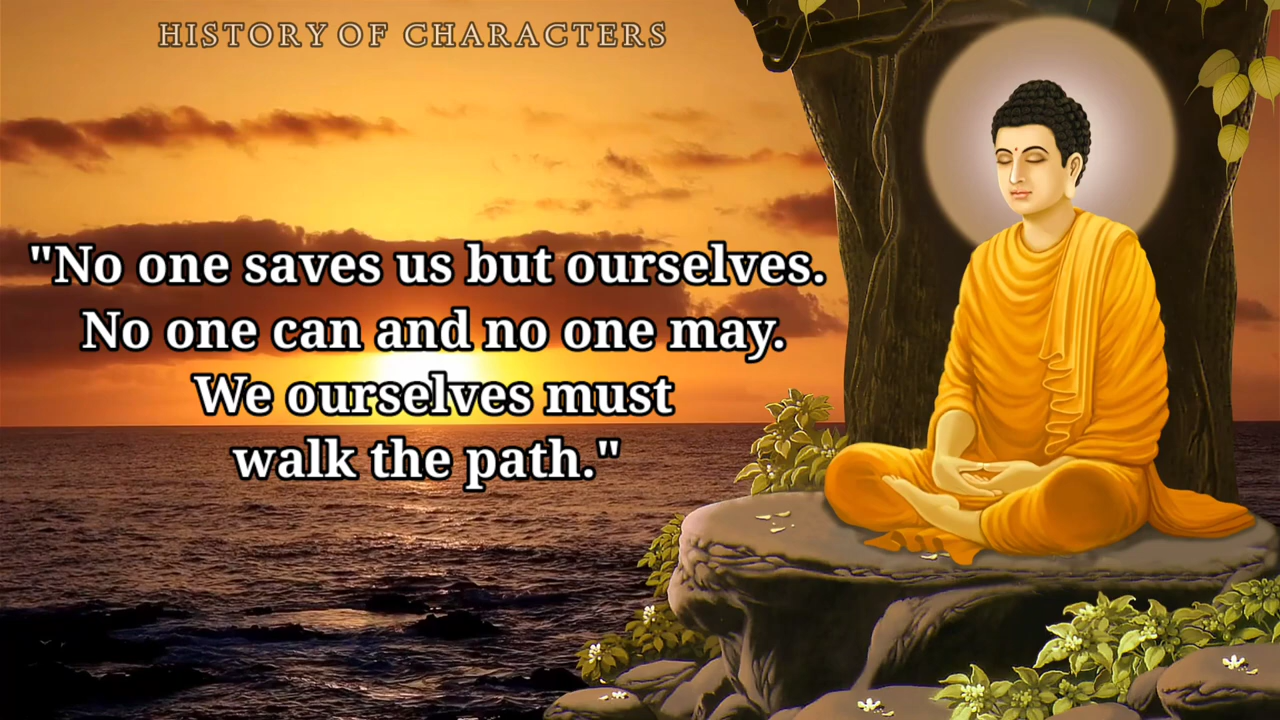 HISTORY OF CHARACTERS
"No one saves us but ourselves.
No one can and no one may.
We ourselves must
walk the path."